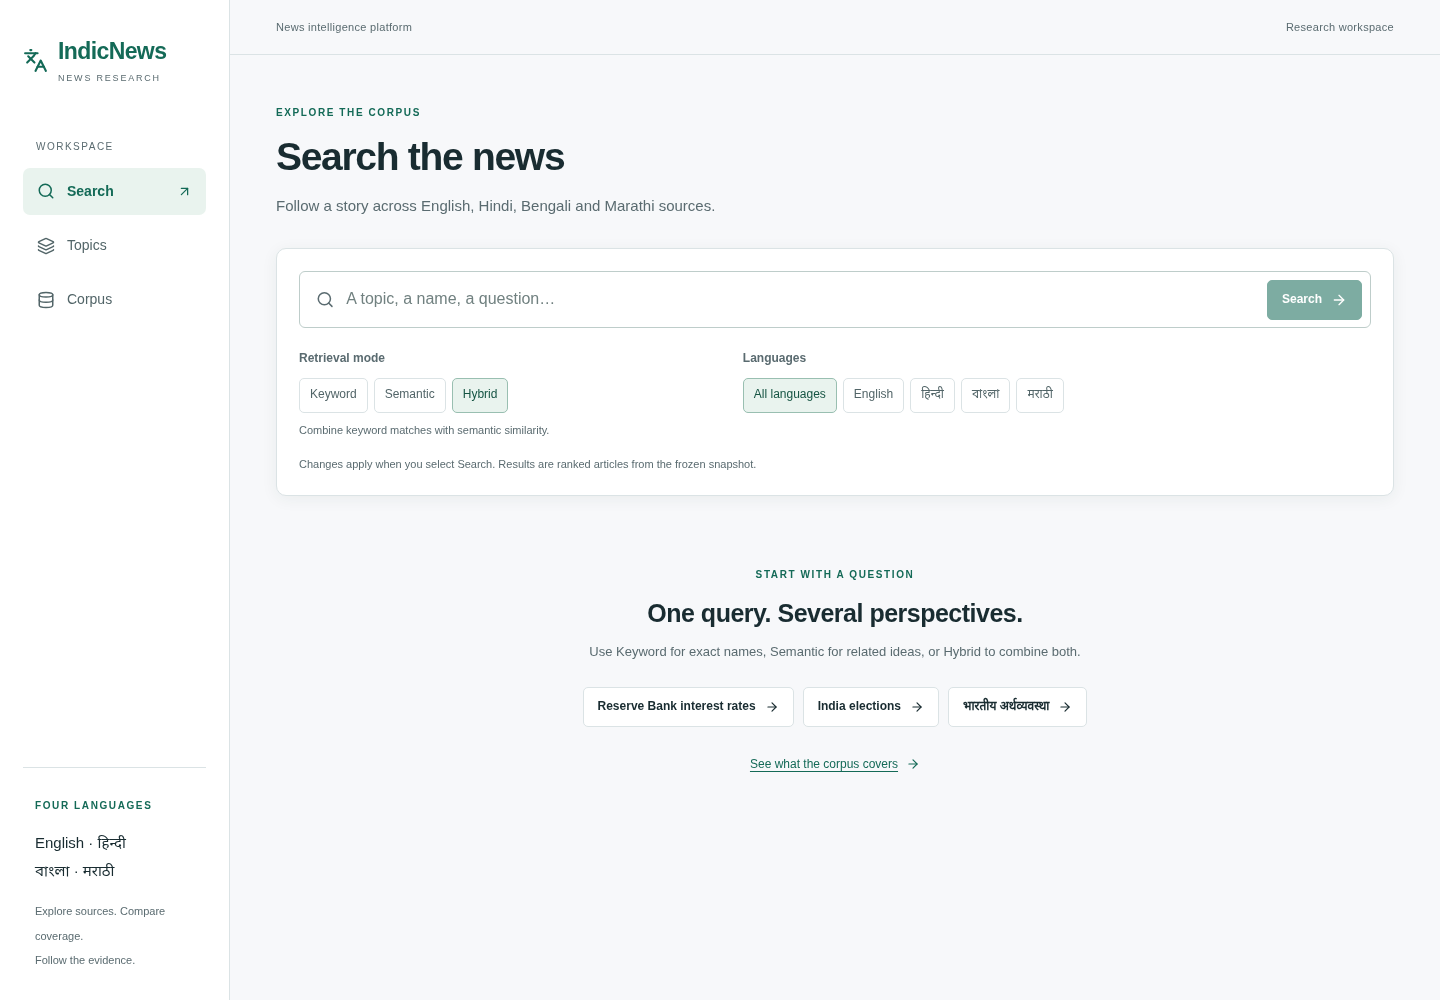 IndicNews
NEWS RESEARCH
WORKSPACE
Search
Topics
Corpus
FOUR LANGUAGES
English · हिन्दी
বাংলা · मराठी
Explore sources. Compare
coverage.
Follow the evidence.
News intelligence platform
Research workspace
EXPLORE THE CORPUS
Search the news
Follow a story across English, Hindi, Bengali and Marathi sources.
A topic, a name, a question…
Search
Retrieval mode
Keyword
Semantic
Hybrid
Combine keyword matches with semantic similarity.
Languages
All languages
English
हिन्दी
বাংলা
मराठी
Changes apply when you select Search. Results are ranked articles from the frozen snapshot.
START WITH A QUESTION
One query. Several perspectives.
Use Keyword for exact names, Semantic for related ideas, or Hybrid to combine both.
Reserve Bank interest rates
India elections
भारतीय अर्थव्यवस्था
See what the corpus covers